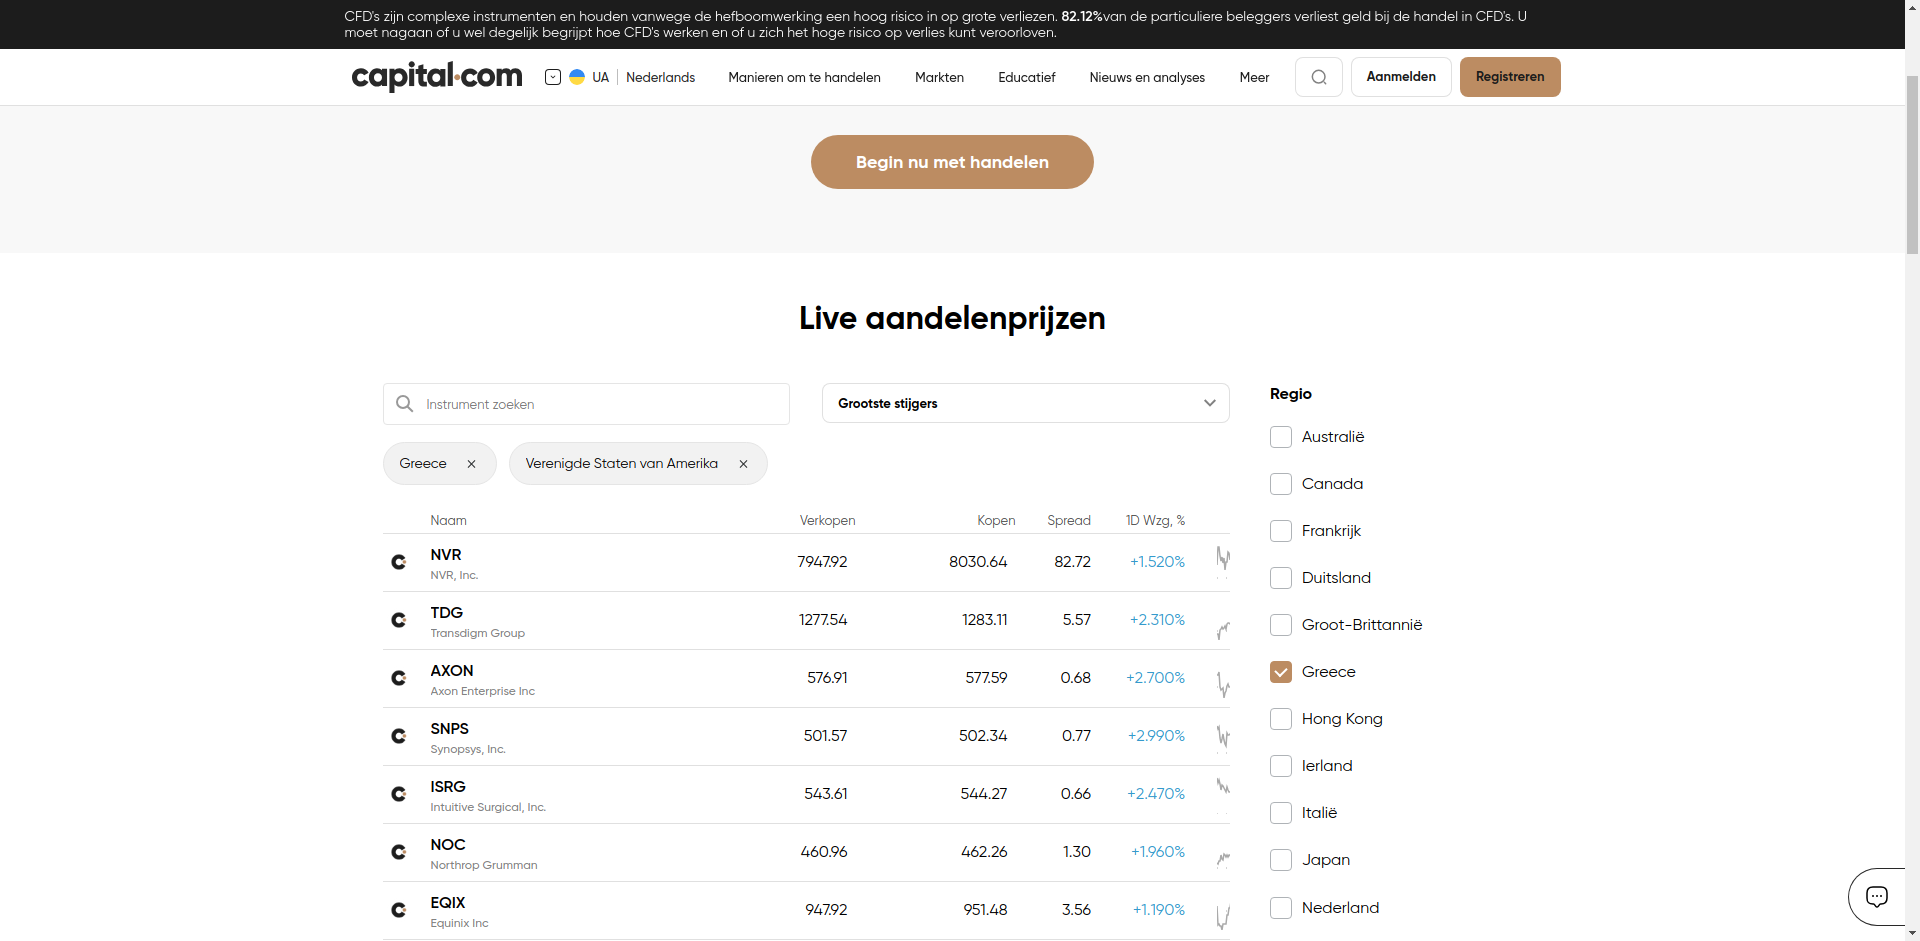 CFD's zijn complexe instrumenten en houden vanwege de hefboomwerking een hoog risico in op grote verliezen. 82.12%van de particuliere beleggers verliest geld bij de handel in CFD's. U
moet nagaan of u wel degelijk begrijpt hoe CFD's werken en of u zich het hoge risico op verlies kunt veroorloven.
capital.com UA Nederlands Manieren om te handelen Markten Educatief Nieuws en analyses Meer Aanmelden Registreren
Begin nu met handelen
Live aandelenprijzen
Instrument zoeken Grootste stijgers
Greece Verenigde Staten van Amerika
Naam Verkopen Kopen Spread 1D Wzg, %
NVR 7947.92 8030.64 82.72 +1.520%
NVR, Inc.
TDG 1277.54 1283.11 5.57 +2.310%
Transdigm Group
AXON 576.91 577.59 0.68 +2.700%
Axon Enterprise Inc
SNPS 501.57 502.34 0.77 +2.990%
Synopsys, Inc.
ISRG 543.61 544.27 0.66 +2.470%
Intuitive Surgical, Inc.
NOC 460.96 462.26 1.30 +1.960%
Northrop Grumman
EQIX 947.92 951.48 3.56 +1.190%
Equinix Inc
Regio
Australië
Canada
Frankrijk
Duitsland
Groot-Brittannië
Greece
Hong Kong
Ierland
Italië
Japan
Nederland